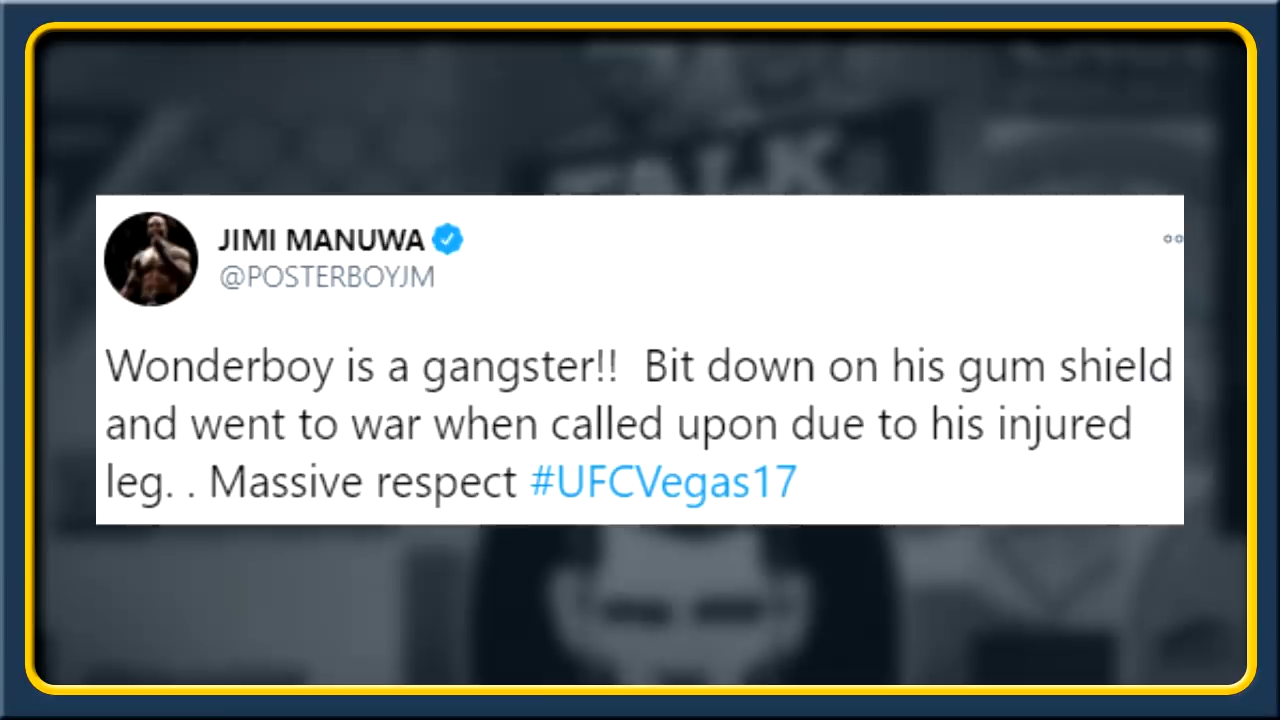 TALK
JIMI MANUWA
@POSTERBOYJM
Wonderboy is a gangster!!  Bit down on his gum shield
and went to war when called upon due to his injured
leg. . Massive respect #UFCVegas17